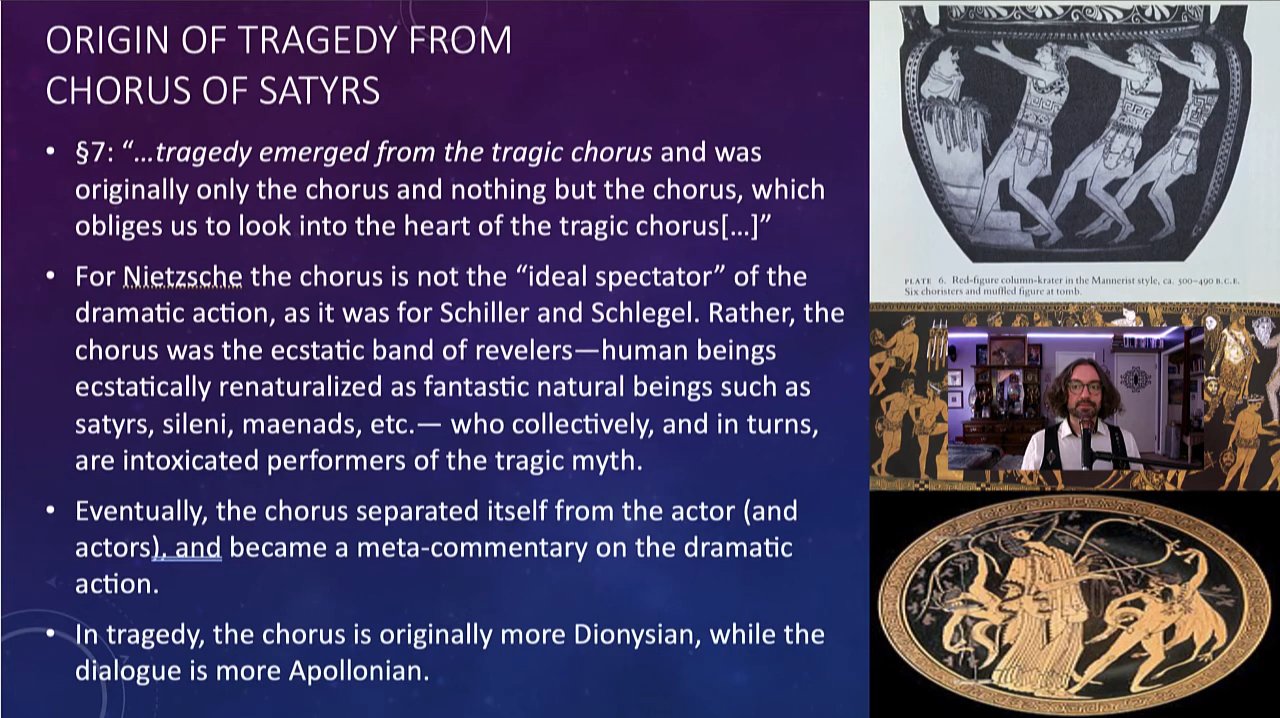 ORIGIN OF TRAGEDY FROM
CHORUS OF SATYRS
• §7: “…tragedy emerged from the tragic chorus and was
originally only the chorus and nothing but the chorus, which
obliges us to look into the heart of the tragic chorus[…]”
• For Nietzsche the chorus is not the “ideal spectator” of the
dramatic action, as it was for Schiller and Schlegel. Rather, the
chorus was the ecstatic band of revelers—human beings
ecstatically renaturalized as fantastic natural beings such as
satyrs, sileni, maenads, etc.— who collectively, and in turns,
are intoxicated performers of the tragic myth.
• Eventually, the chorus separated itself from the actor (and
actors), and became a meta-commentary on the dramatic
action.
• In tragedy, the chorus is originally more Dionysian, while the
dialogue is more Apollonian.
PLATE 6. Red-figure column-krater in the Mannerist style, ca. 500–490 B.C.E.
Six choristers and muffled figure at tomb.